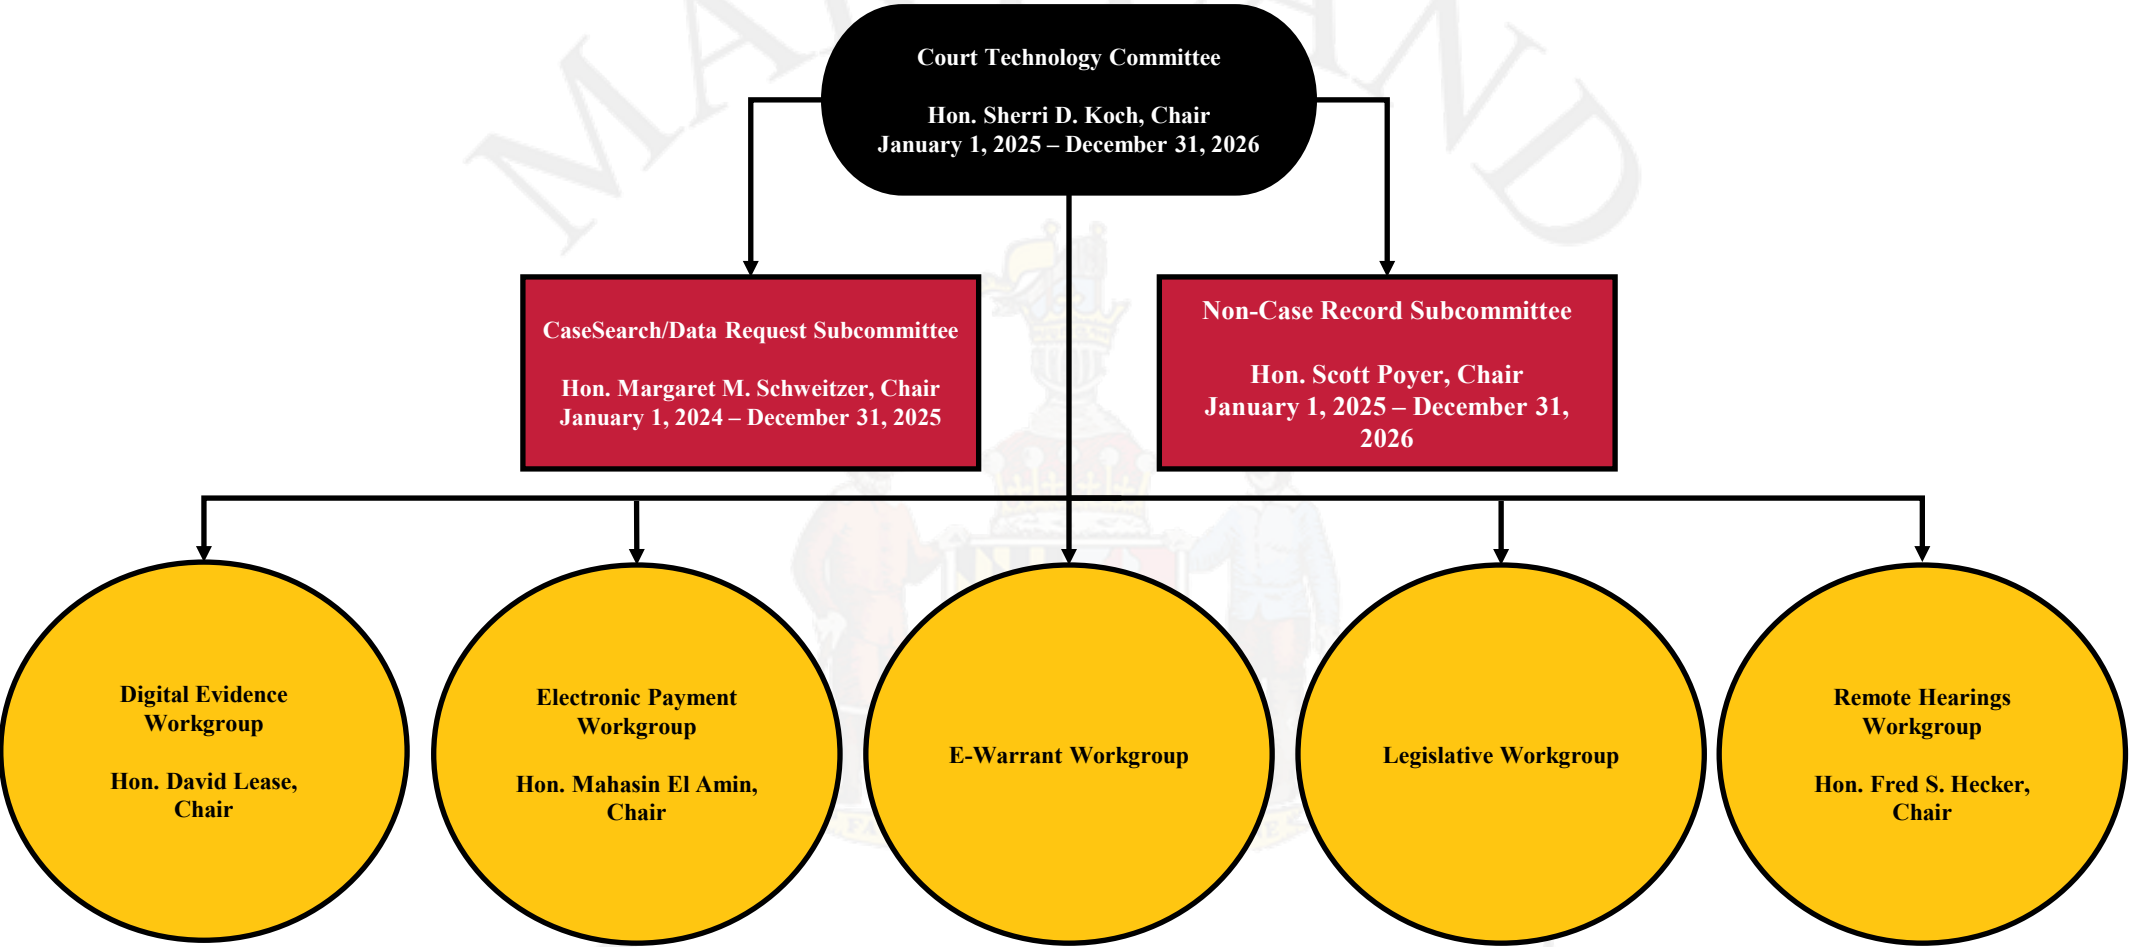 Court Technology Committee
Hon. Sherri D. Koch, Chair
January 1, 2025 – December 31, 2026
CaseSearch/Data Request Subcommittee
Hon. Margaret M. Schweitzer, Chair
January 1, 2024 – December 31, 2025
Non-Case Record Subcommittee
Hon. Scott Poyer, Chair
January 1, 2025 – December 31,
2026
Digital Evidence
Workgroup
Hon. David Lease,
Chair
Electronic Payment
Workgroup
Hon. Mahasin El Amin,
Chair
E-Warrant Workgroup
Legislative Workgroup
Remote Hearings
Workgroup
Hon. Fred S. Hecker,
Chair